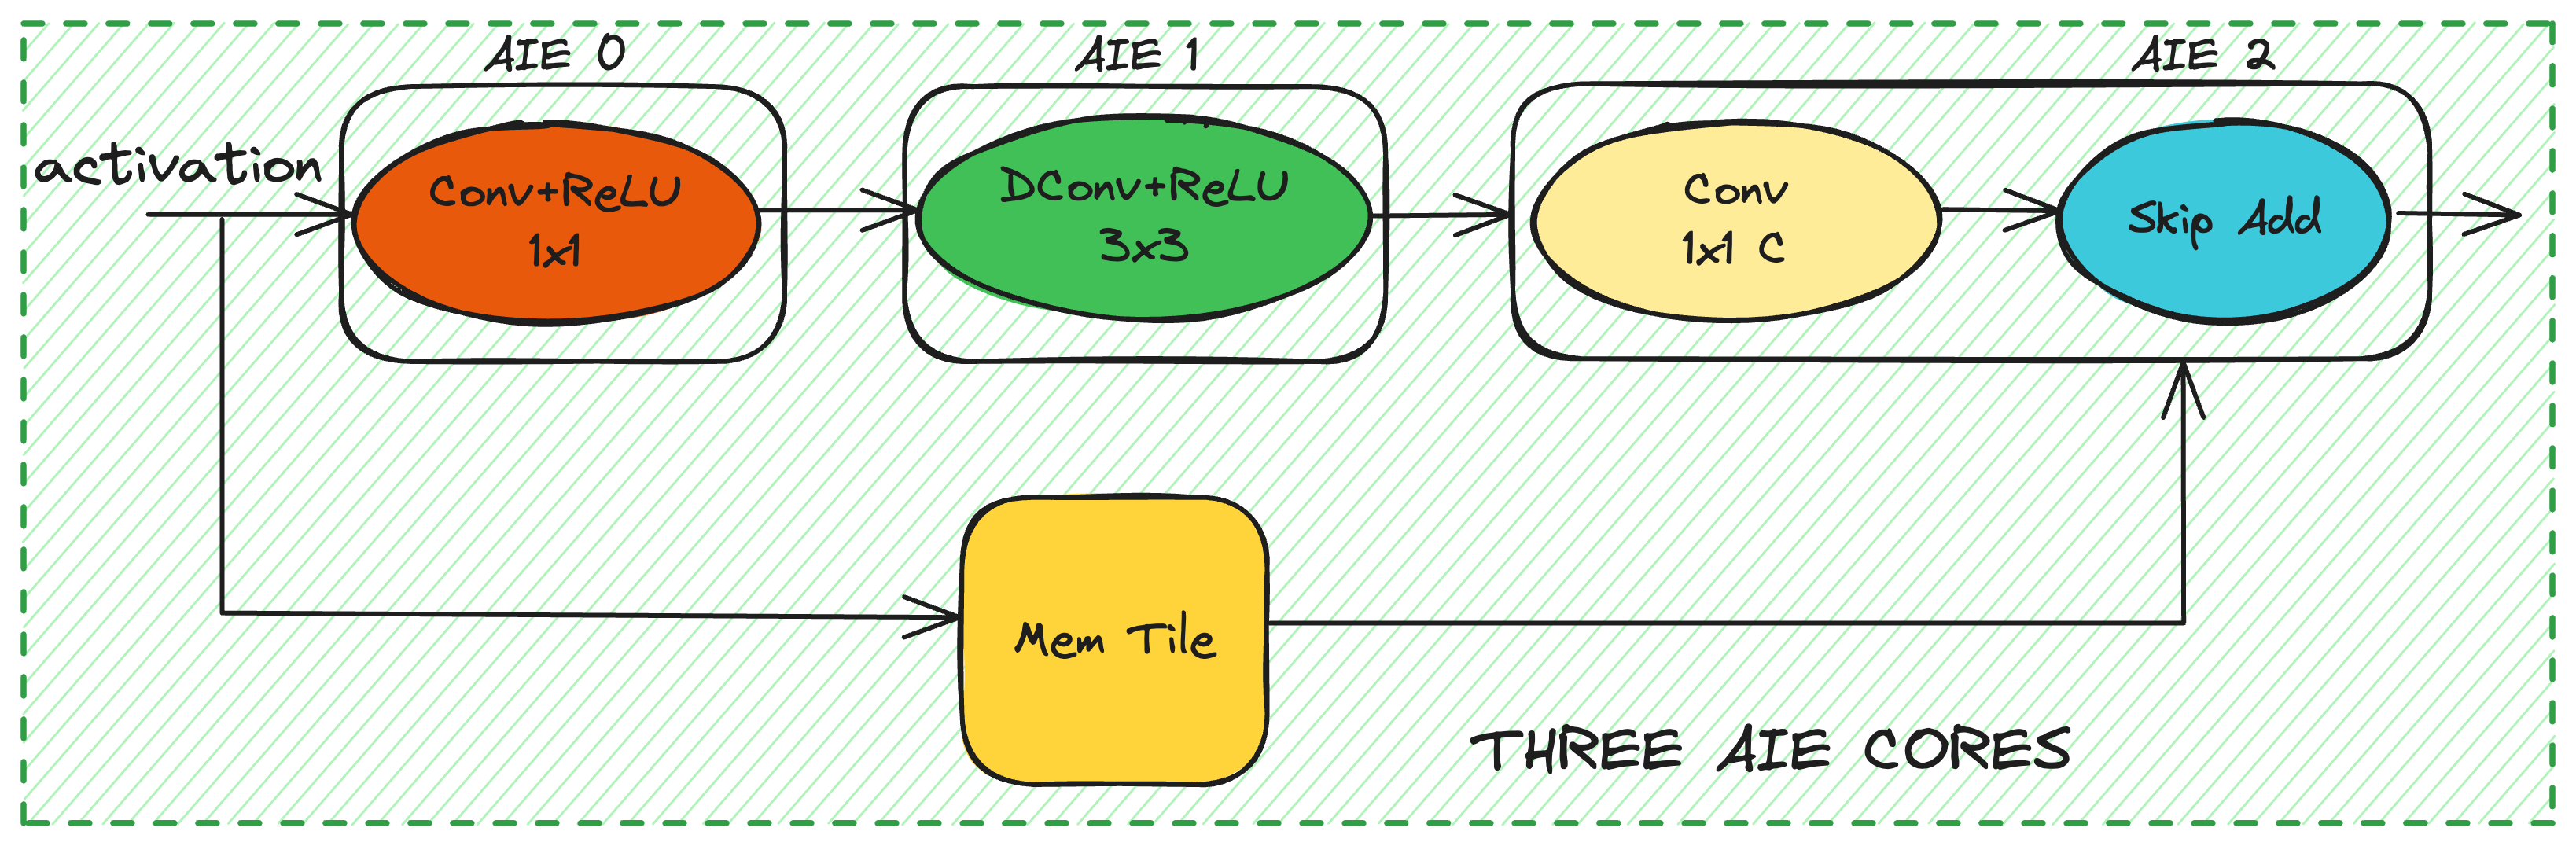 AIE 0
AIE 1
AIE 2
activation
Conv+ReLU
1x1
DConv+ReLU
3x3
Conv
1x1 C
Skip Add
Mem Tile
THREE AIE CORES